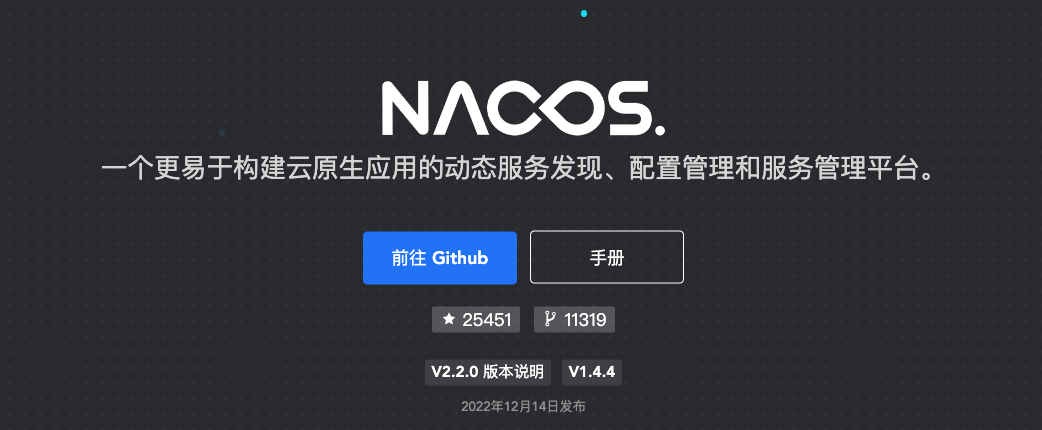 NACOS.
一个更易于构建云原生应用的动态服务发现、配置管理和服务管理平台。
前往 Github 手册
25451 11319
V2.2.0 版本说明 V1.4.4
2022年12月14日发布